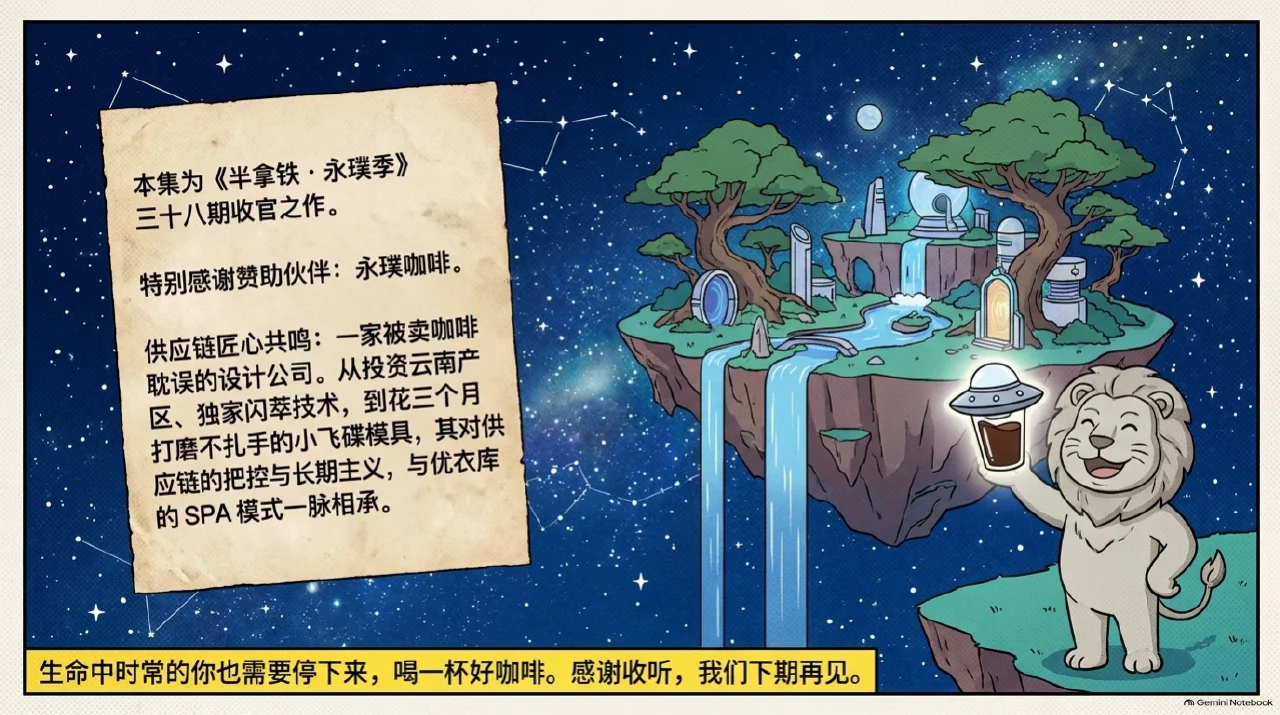 本集为《半拿铁·永璞季》
三十八期收官之作。
特别感谢赞助伙伴：永璞咖啡。
供应链匠心共鸣：一家被卖咖啡
耽误的设计公司。从投资云南产
区、独家闪萃技术，到花三个月
打磨不扎手的小飞碟模具，其对供
应链的把控与长期主义，与优衣库
的 SPA 模式一脉相承。
生命中时常的你也需要停下来，喝一杯好咖啡。感谢收听，我们下期再见。
Gemini Notebook